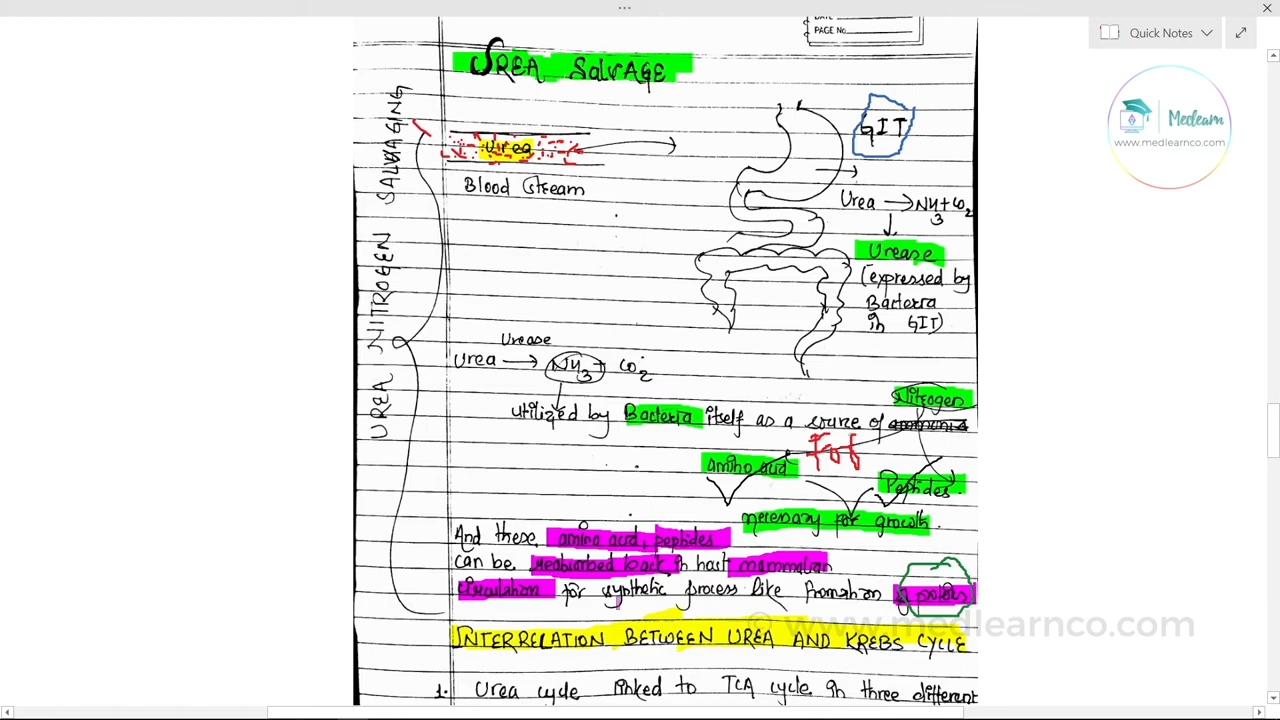 Quick Notes
PAGE No.
UREA SALVAGE
Medlearn
www.medlearnco.com
GIT
Urea
Blood stream
Urea → NH3 + CO2
Urease
(expressed by
Bacteria
in GIT)
UREA NITROGEN SALVAGING
Urease
Urea → NH3 + CO2
Nitrogen
utilized by Bacteria itself as a source of
for
amino acid
Peptides.
necessary for growth.
And these amino acid, peptides
can be reabsorbed back in host mammalian
circulation for synthetic process like formation of proteins
© www.medlearnco.com
INTERRELATION BETWEEN UREA AND KREBS CYCLE
1. Urea cycle linked to TCA cycle in three different